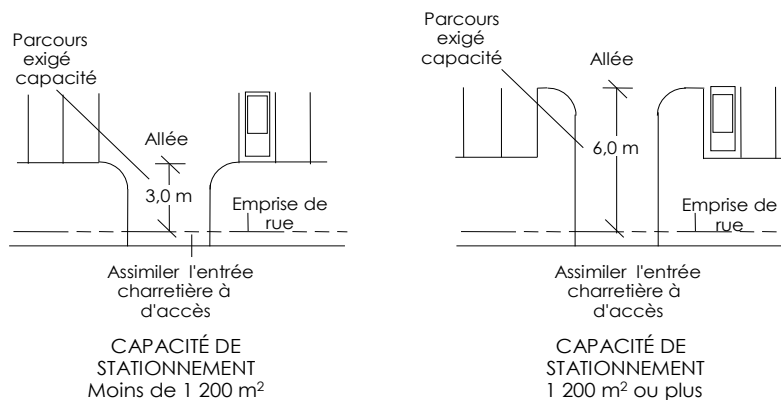 Parcours
exigé
capacité
Allée
3,0 m
Emprise de
rue
Assimiler l'entrée
charretière à
d'accès
CAPACITÉ DE
STATIONNEMENT
Moins de 1 200 m²
Parcours
exigé
capacité
Allée
6,0 m
Emprise de
rue
Assimiler l'entrée
charretière à
d'accès
CAPACITÉ DE
STATIONNEMENT
1 200 m² ou plus